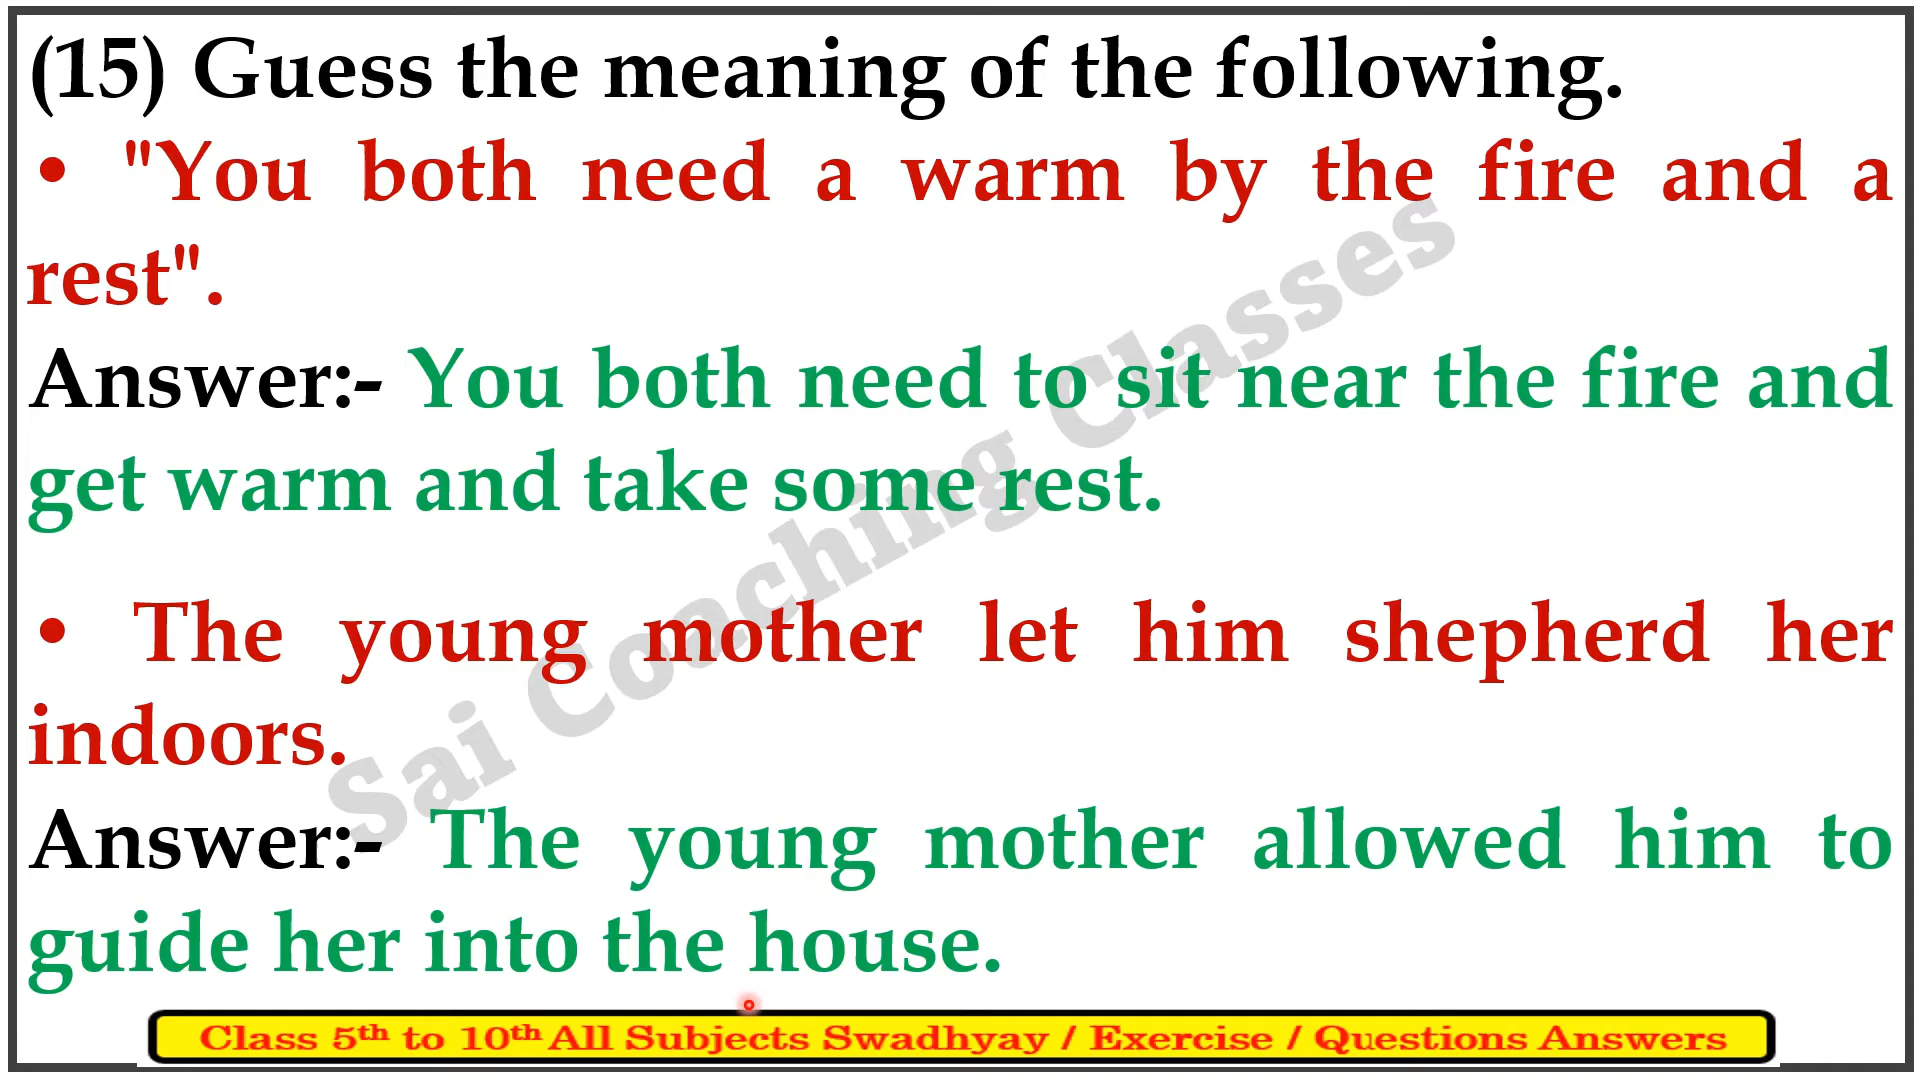 (15) Guess the meaning of the following.
• "You both need a warm by the fire and a
rest".
Answer:- You both need to sit near the fire and
get warm and take some rest.
• The young mother let him shepherd her
indoors.
Answer:- The young mother allowed him to
guide her into the house.
Sai Coaching Classes
Class 5th to 10th All Subjects Swadhyay / Exercise / Questions Answers